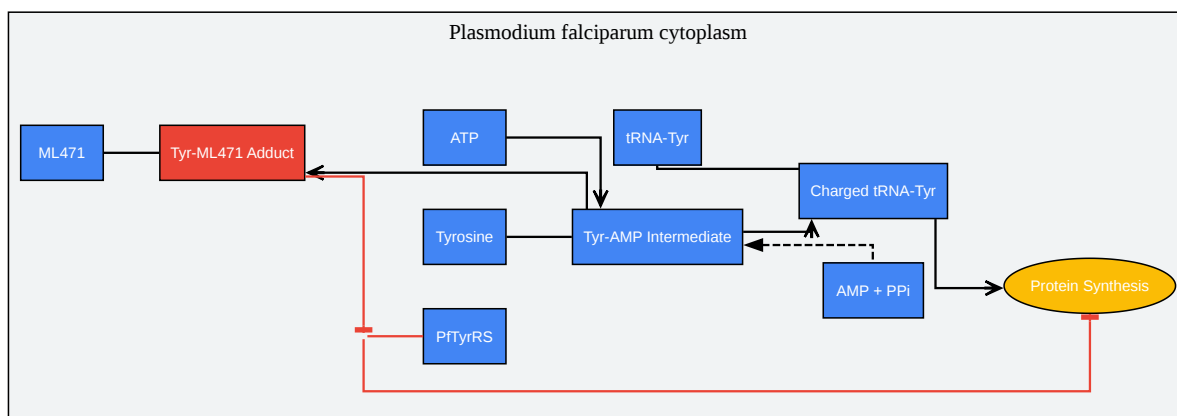 Plasmodium falciparum cytoplasm
ML471
Tyr-ML471 Adduct
ATP
tRNA-Tyr
Charged tRNA-Tyr
Tyrosine
Tyr-AMP Intermediate
AMP + PPi
Protein Synthesis
PfTyrRS